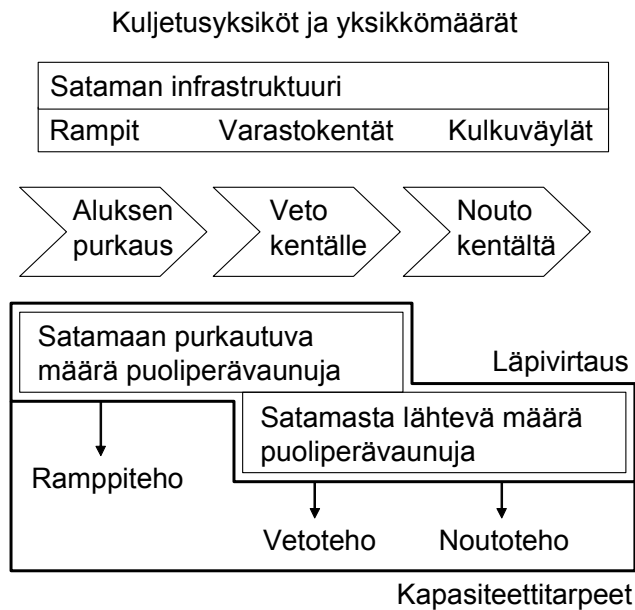 Kuljetusyksiköt ja yksikkömäärät
Sataman infrastruktuuri
Rampit Varastokentät Kulkuväylät
Aluksen purkaus
Veto kentälle
Nouto kentältä
Satamaan purkautuva
määrä puoliperävaunuja
Läpivirtaus
Satamasta lähtevä määrä
puoliperävaunuja
Ramppiteho
Vetoteho Noutoteho
Kapasiteettitarpeet